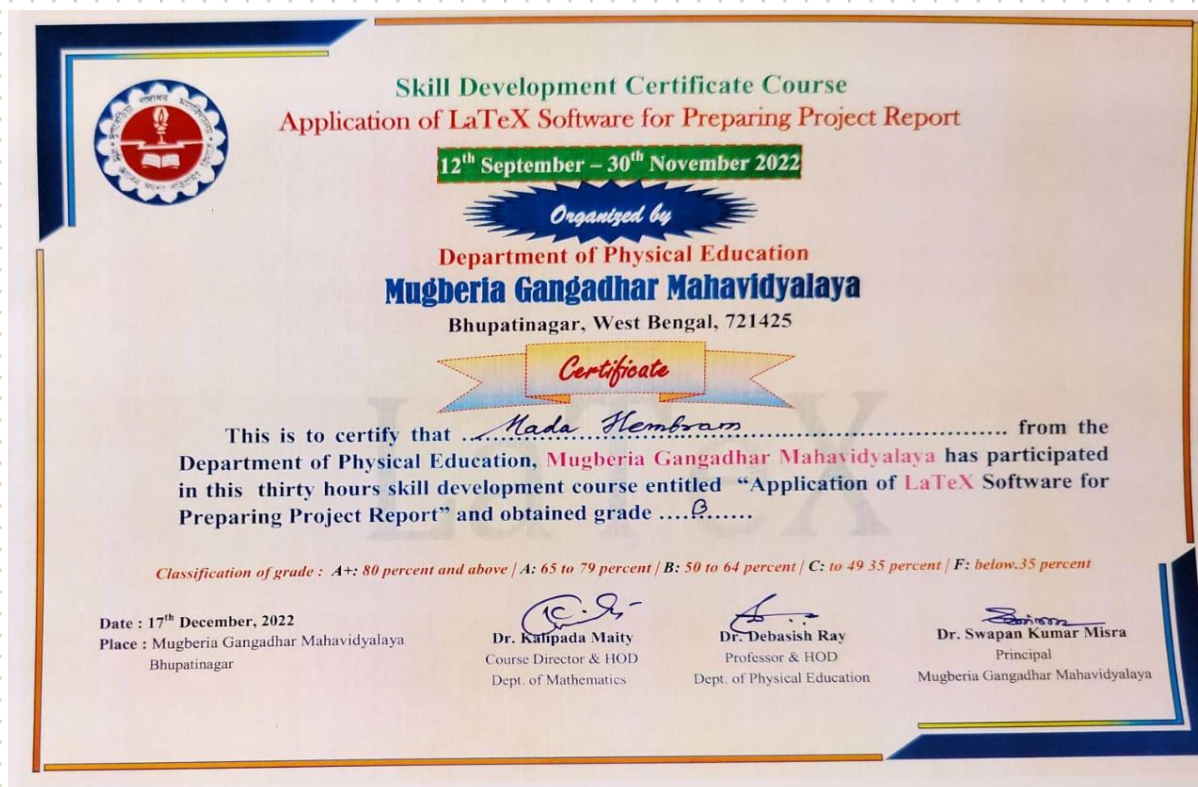 Skill Development Certificate Course
Application of LaTeX Software for Preparing Project Report
12th September – 30th November 2022
Organized by
Department of Physical Education
Mugberia Gangadhar Mahavidyalaya
Bhupatinagar, West Bengal, 721425
Certificate
LaTeX
This is to certify that ....Mada Hembram.......... from the
Department of Physical Education, Mugberia Gangadhar Mahavidyalaya has participated
in this thirty hours skill development course entitled “Application of LaTeX Software for
Preparing Project Report” and obtained grade ....B......
Classification of grade : A+: 80 percent and above / A: 65 to 79 percent / B: 50 to 64 percent / C: to 49 35 percent / F: below.35 percent
Date : 17th December, 2022
Place : Mugberia Gangadhar Mahavidyalaya
Bhupatinagar
Dr. Kalipada Maity
Course Director & HOD
Dept. of Mathematics
Dr. Debasish Ray
Professor & HOD
Dept. of Physical Education
Dr. Swapan Kumar Misra
Principal
Mugberia Gangadhar Mahavidyalaya